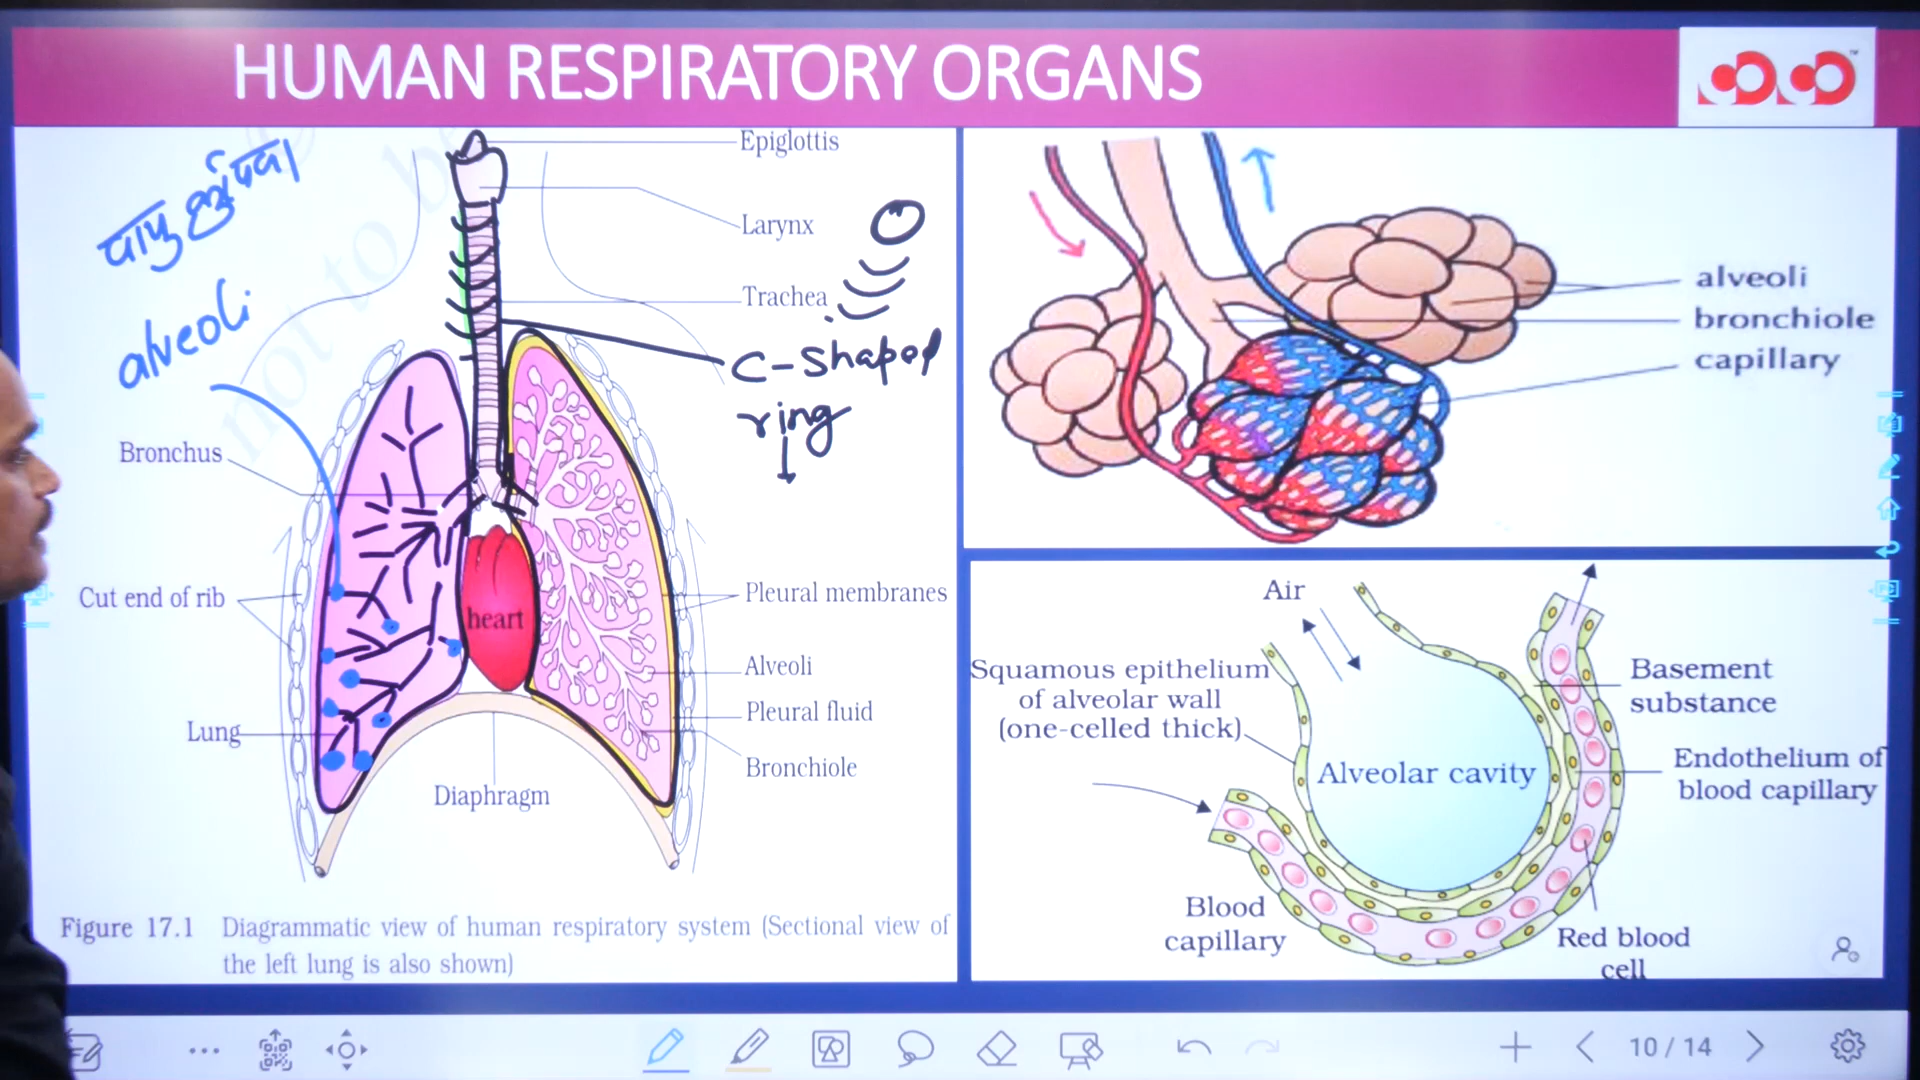 HUMAN RESPIRATORY ORGANS
Epiglottis
Larynx
Trachea
C-Shaped
ring
alveoli
Bronchus
Cut end of rib
heart
Pleural membranes
Alveoli
Pleural fluid
Lung
Bronchiole
Diaphragm
Figure 17.1 Diagrammatic view of human respiratory system (Sectional view of
the left lung is also shown)
not to be
alveoli
bronchiole
capillary
Air
Squamous epithelium
of alveolar wall
(one-celled thick)
Basement
substance
Alveolar cavity
Endothelium of
blood capillary
Blood
capillary
Red blood
cell
10 / 14